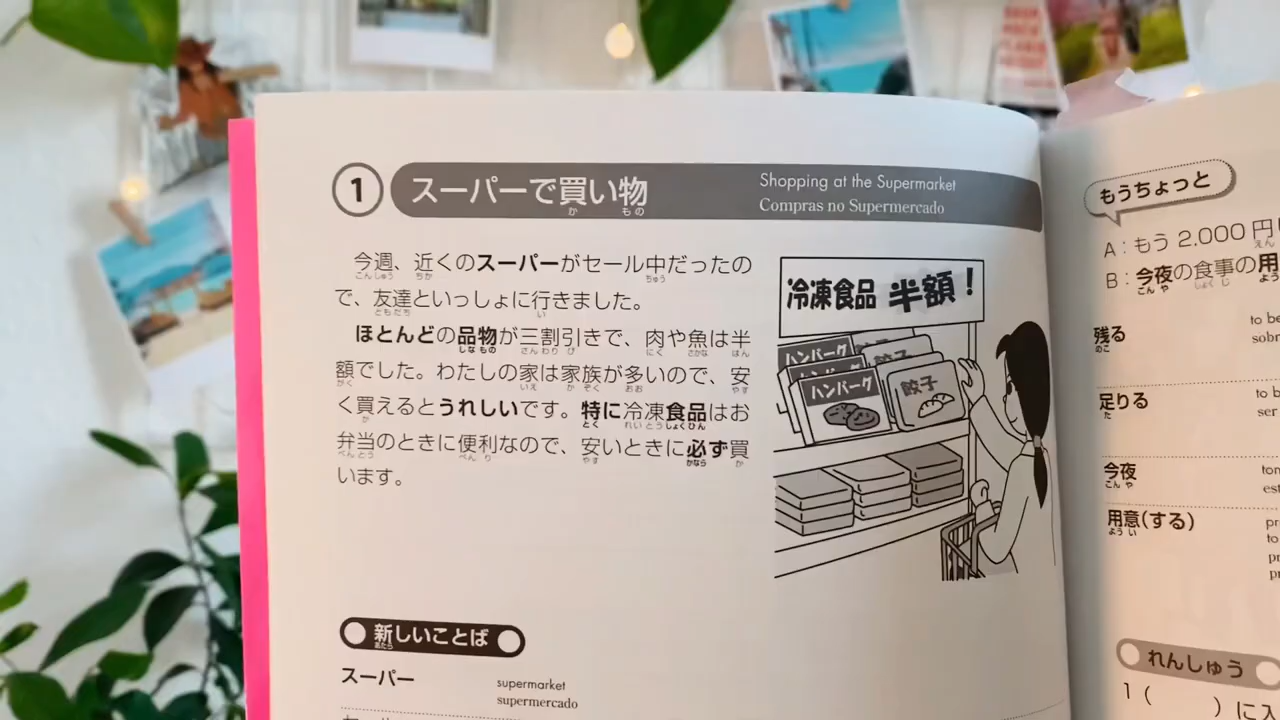 1 スーパーで買い物
Shopping at the Supermarket
Compras no Supermercado
今週、近くのスーパーがセール中だったの
で、友達といっしょに行きました。
ほとんどの品物が三割引きで、肉や魚は半
額でした。わたしの家は家族が多いので、安
く買えるとうれしいです。特に冷凍食品はお
弁当のときに便利なので、安いときに必ず買
います。
冷凍食品 半額!
ハンバーグ
ハンバーグ
餃子
餃子
新しいことば
スーパー
supermarket
supermercado
もうちょっと
A:もう 2.000 円
B:今夜の食事の用
残る
to be
足りる
今夜
用意(する)
れんしゅう
1( )に入